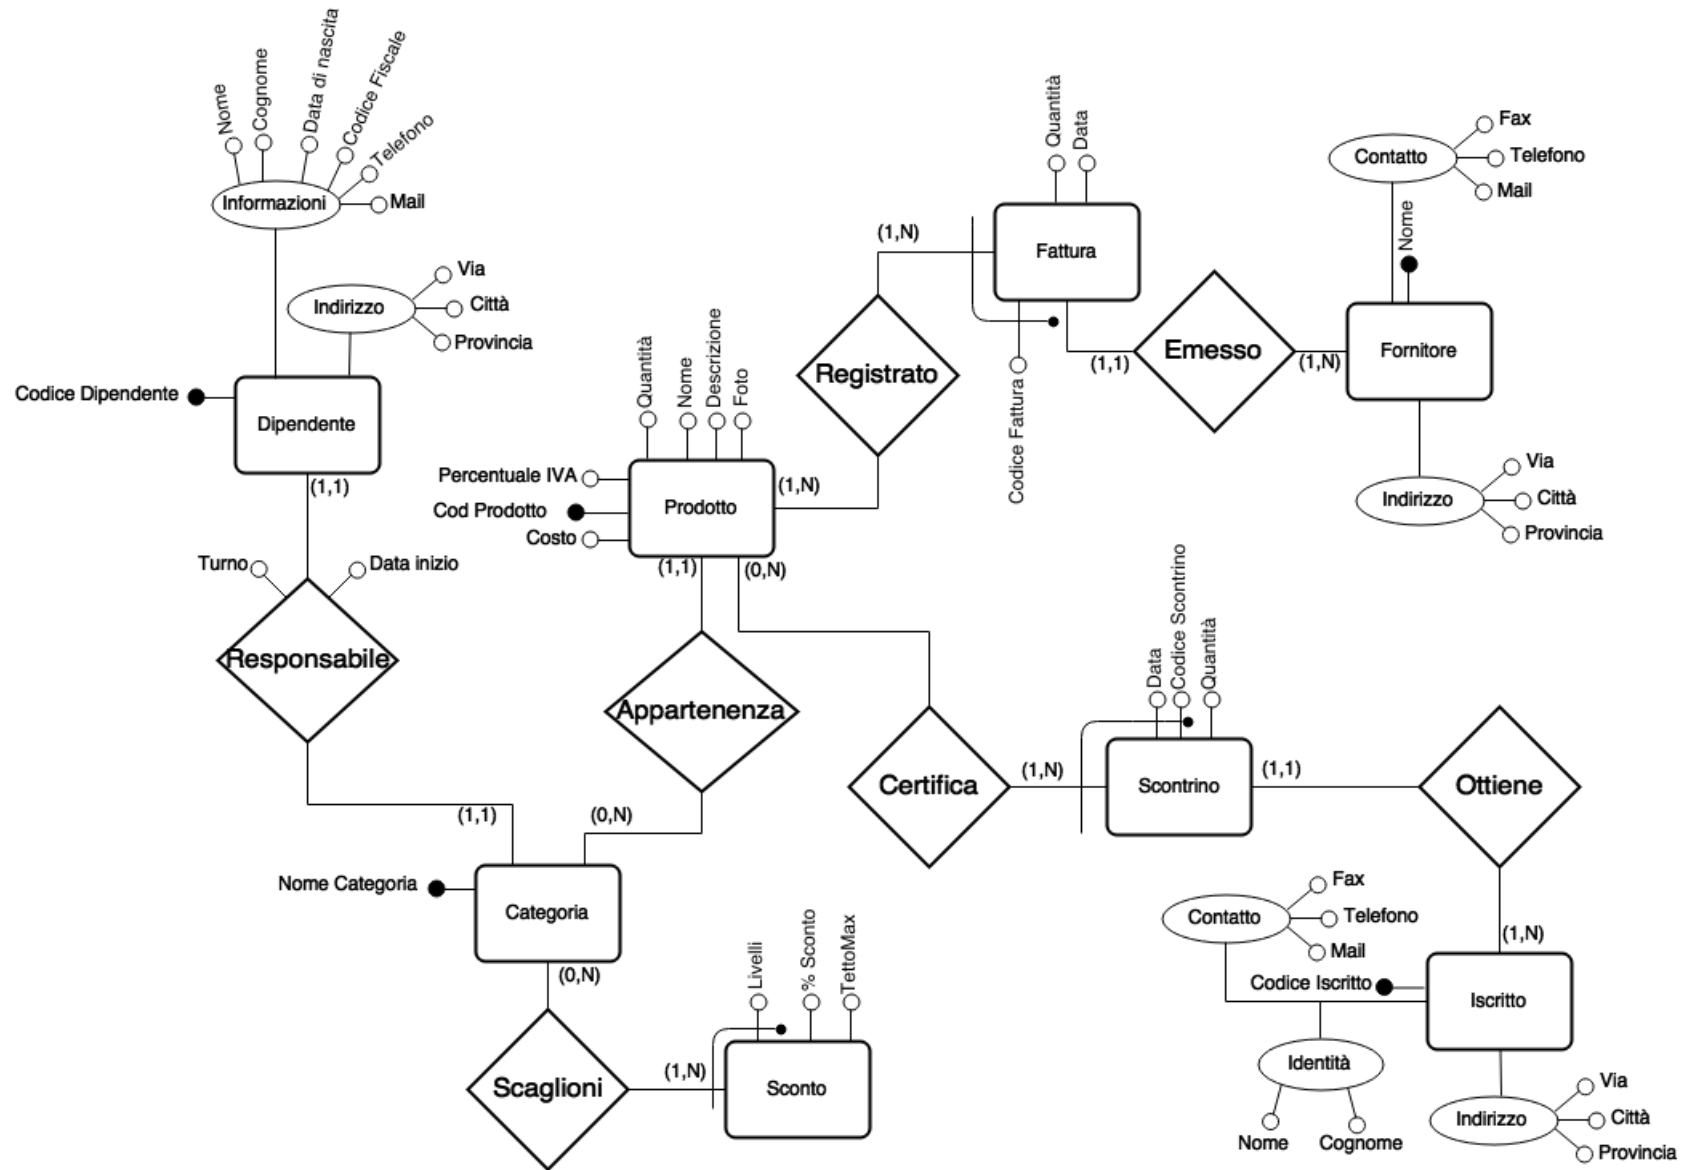 Nome
Cognome
Data di nascita
Codice Fiscale
Telefono
Mail
Informazioni
Indirizzo
Via
Città
Provincia
Codice Dipendente
Dipendente
(1,1)
Turno
Data inizio
Responsabile
(1,1)
Quantità
Nome
Descrizione
Foto
Percentuale IVA
Cod Prodotto
Costo
Prodotto
(1,N)
(1,1)
(0,N)
Registrato
(1,N)
Quantità
Data
Fattura
Codice Fattura
(1,1)
Emesso
(1,N)
Contatto
Fax
Telefono
Mail
Nome
Fornitore
Indirizzo
Via
Città
Provincia
Appartenenza
(0,N)
Nome Categoria
Categoria
(0,N)
Scaglioni
(1,N)
Livelli
% Sconto
TettoMax
Sconto
Certifica
(1,N)
Data
Codice Scontrino
Quantità
Scontrino
(1,1)
Ottiene
(1,N)
Contatto
Fax
Telefono
Mail
Codice Iscritto
Iscritto
Identità
Nome
Cognome
Indirizzo
Via
Città
Provincia